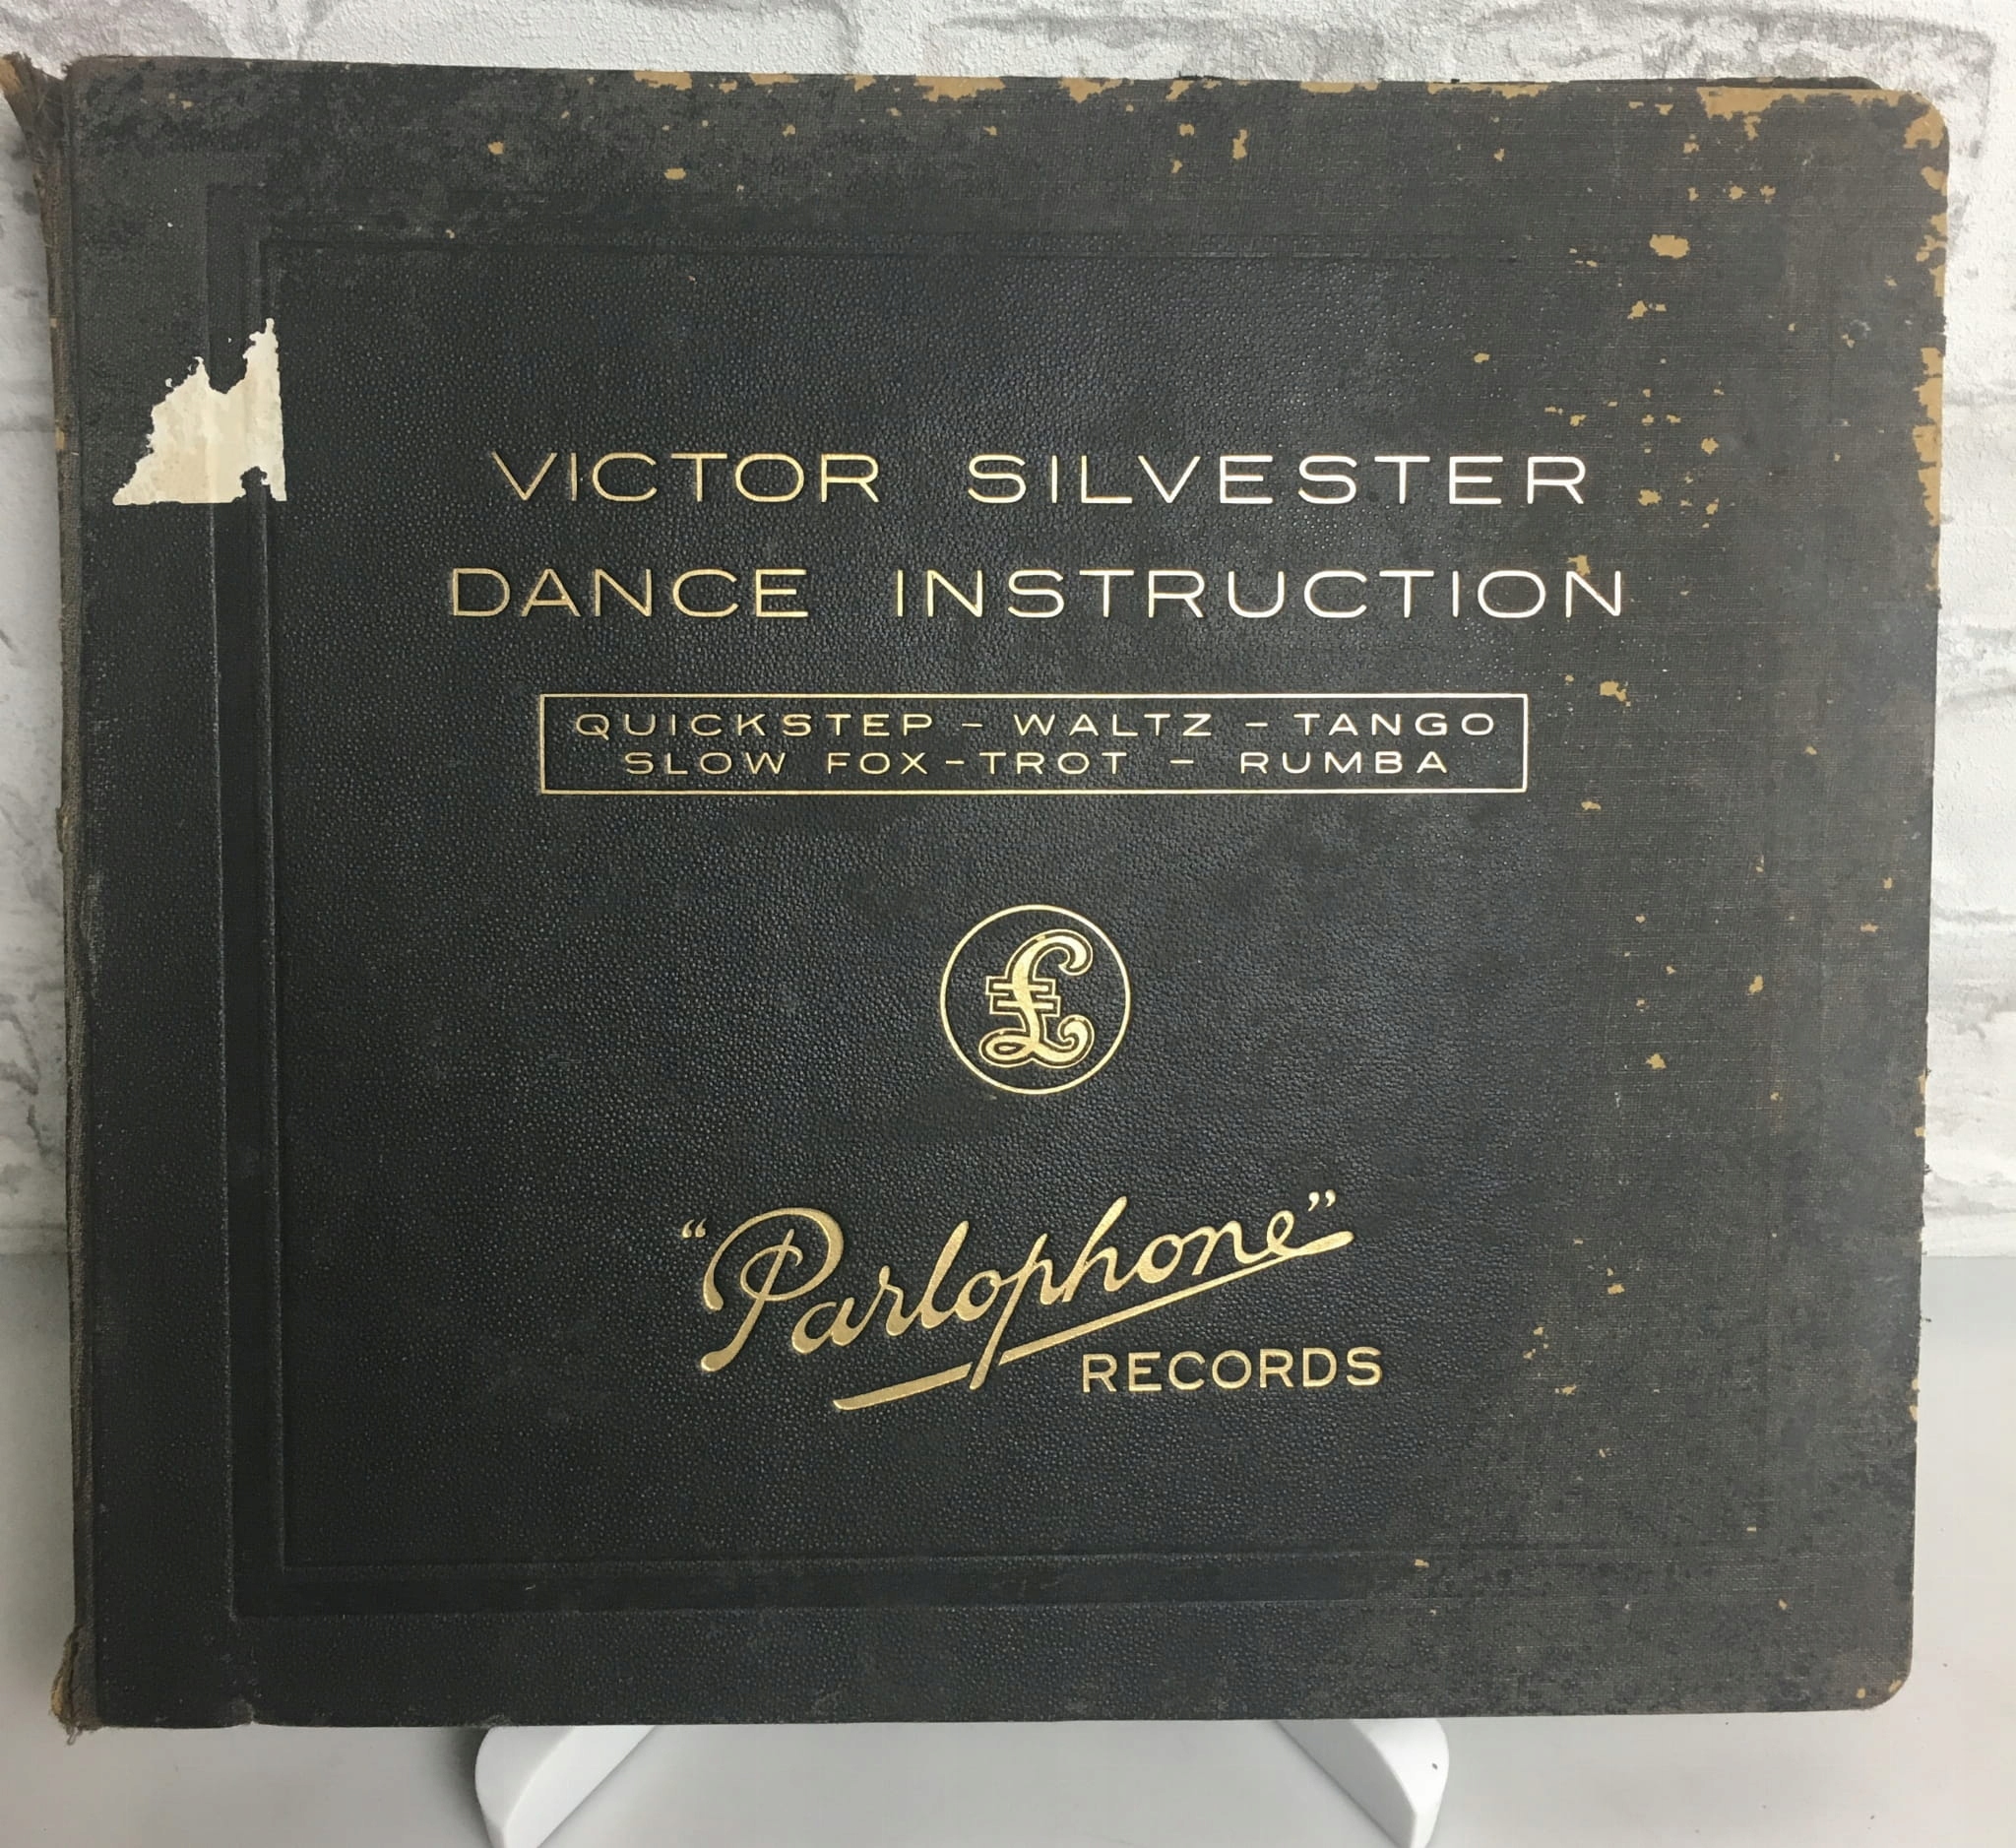 VICTOR SILVESTER
DANCE INSTRUCTION
QUICKSTEP - WALTZ - TANGO
SLOW FOX-TROT - RUMBA
£
"Parlophone"
RECORDS